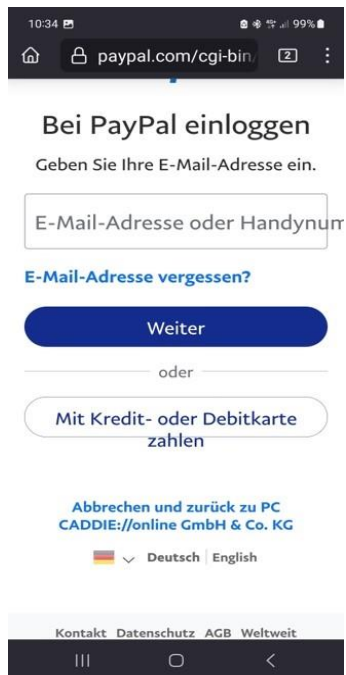 10:34 99%
paypal.com/cgi-bin/ 2
Bei PayPal einloggen
Geben Sie Ihre E-Mail-Adresse ein.
E-Mail-Adresse oder Handynum
E-Mail-Adresse vergessen?
Weiter
oder
Mit Kredit- oder Debitkarte
zahlen
Abbrechen und zurück zu PC
CADDIE://online GmbH & Co. KG
Deutsch English
Kontakt Datenschutz AGB Weltweit